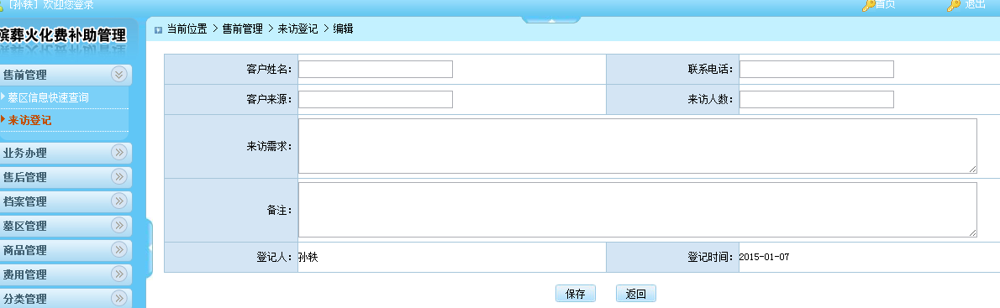 [孙轶] 欢迎您登录
首页
退出
殡葬火化费补助管理
当前位置 > 售前管理 > 来访登记 > 编辑
售前管理
墓区信息快速查询
来访登记
业务办理
售后管理
档案管理
墓区管理
商品管理
费用管理
分类管理
客户姓名:
联系电话:
客户来源:
来访人数:
来访需求:
备注:
登记人: 孙轶
登记时间: 2015-01-07
保存
返回